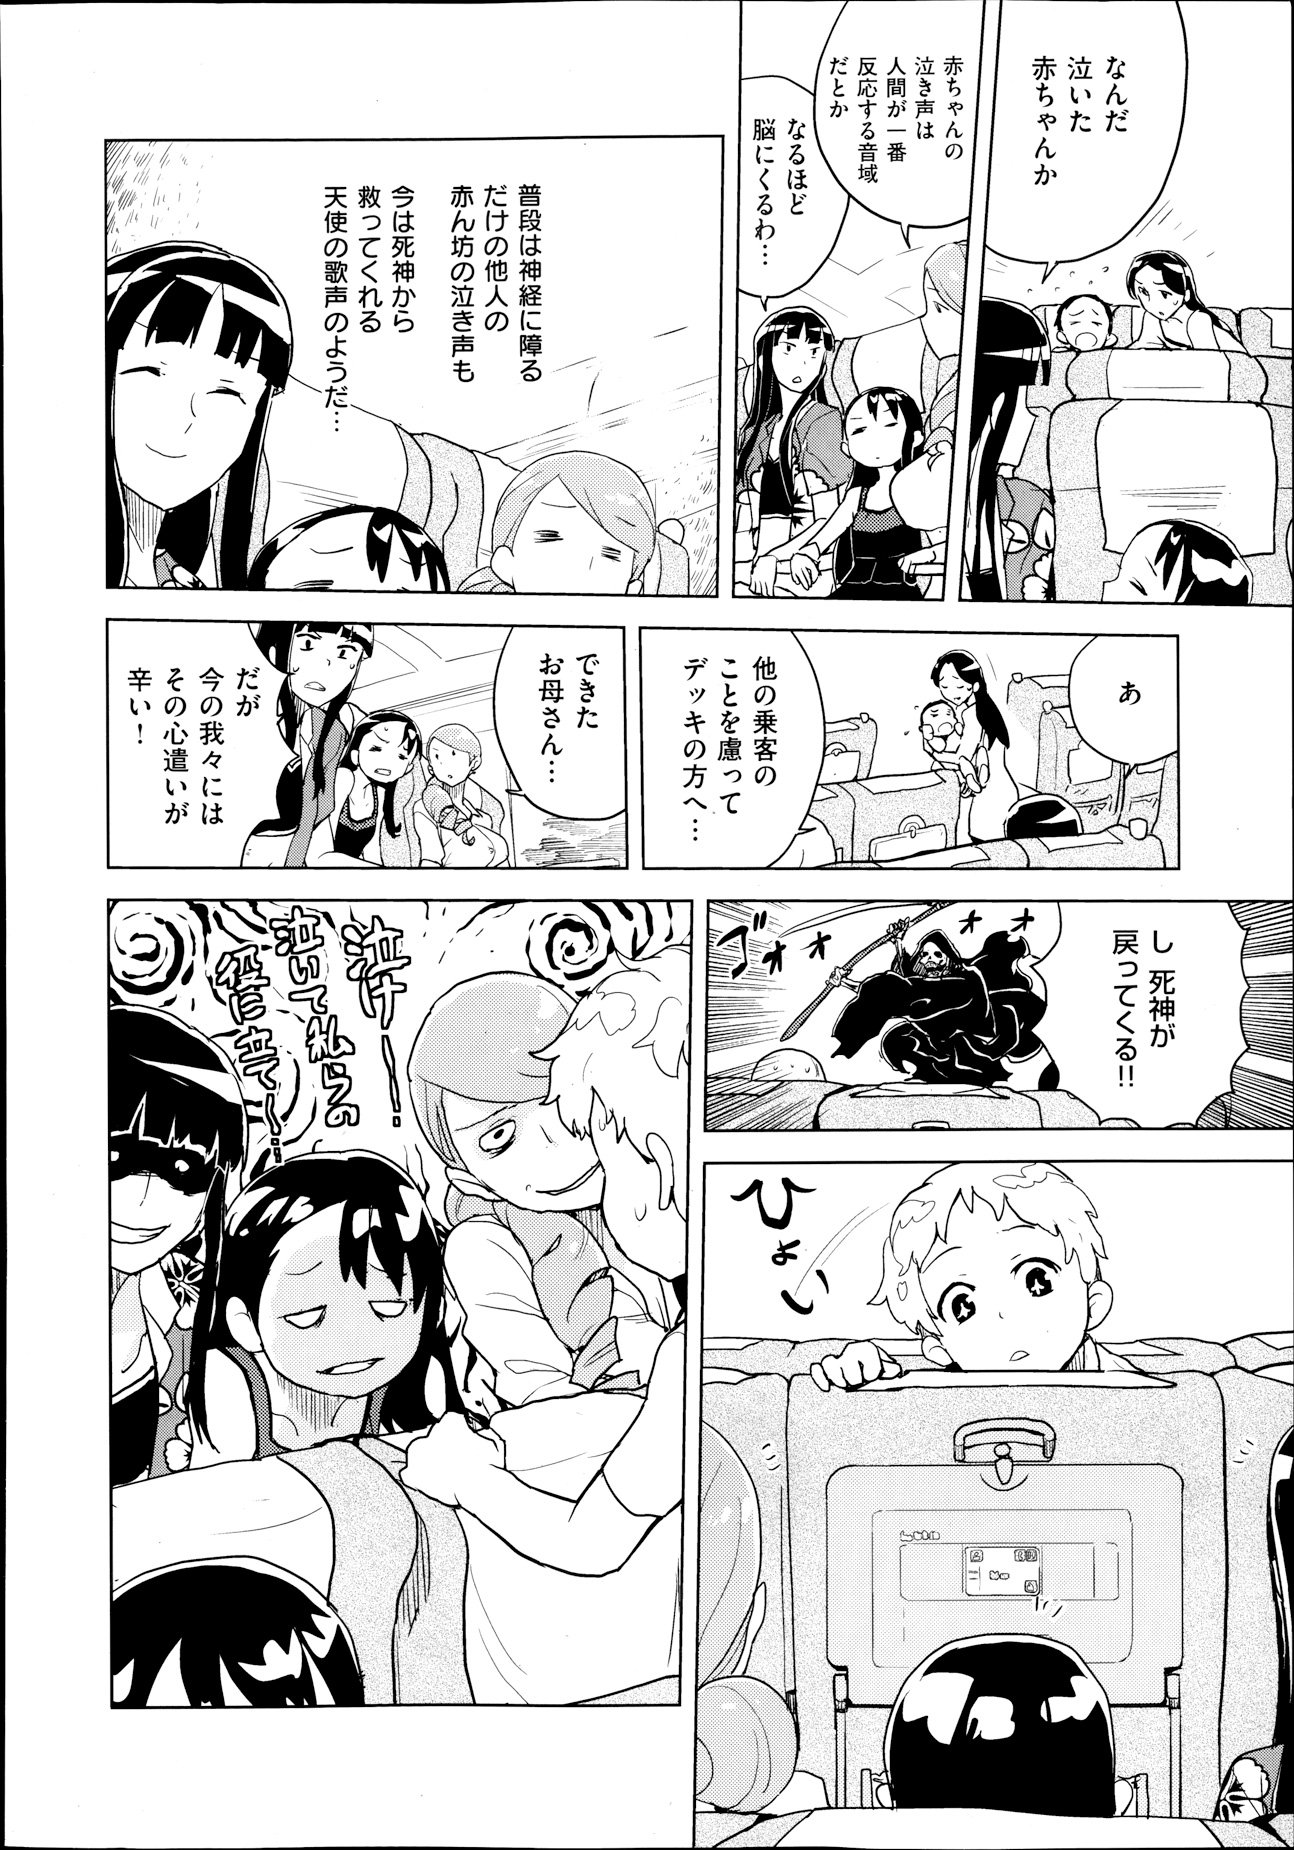 なんだ
泣いた
赤ちゃんか
赤ちゃんの
泣き声は
人間が一番
反応する音域
だとか
なるほど
脳にくるわ…
普段は神経に障る
だけの他人の
赤ん坊の泣き声も
今は死神から
救ってくれる
天使の歌声のようだ…
あ
他の乗客の
ことを慮って
デッキの方へ…
できた
お母さん…
だが
今の我々には
その心遣いが
辛い!
し 死神が
戻ってくる!!
ゴォォォ
ひょい
泣け〜…
泣いて私らの
役に立て〜…